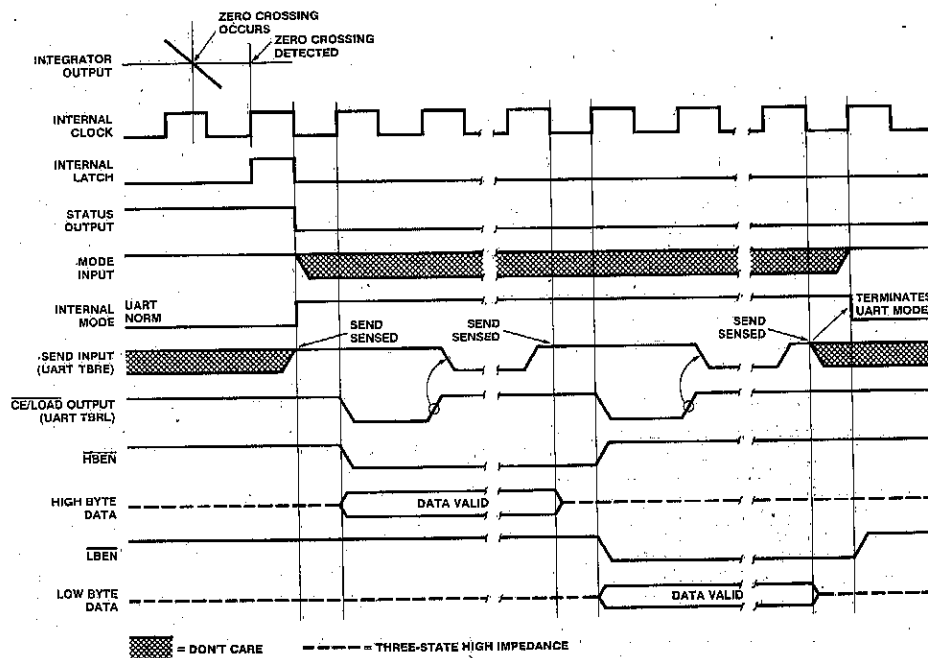 ZERO CROSSING
OCCURS
ZERO CROSSING
DETECTED
INTEGRATOR
OUTPUT
INTERNAL
CLOCK
INTERNAL
LATCH
STATUS
OUTPUT
MODE
INPUT
INTERNAL
MODE
UART
NORM
TERMINATES
UART MODE
SEND
SENSED
SEND
SENSED
SEND
SENSED
SEND INPUT
(UART TBRE)
CE/LOAD OUTPUT
(UART TBRL)
HBEN
HIGH BYTE
DATA
DATA VALID
LBEN
LOW BYTE
DATA
DATA VALID
= DON'T CARE
= THREE-STATE HIGH IMPEDANCE